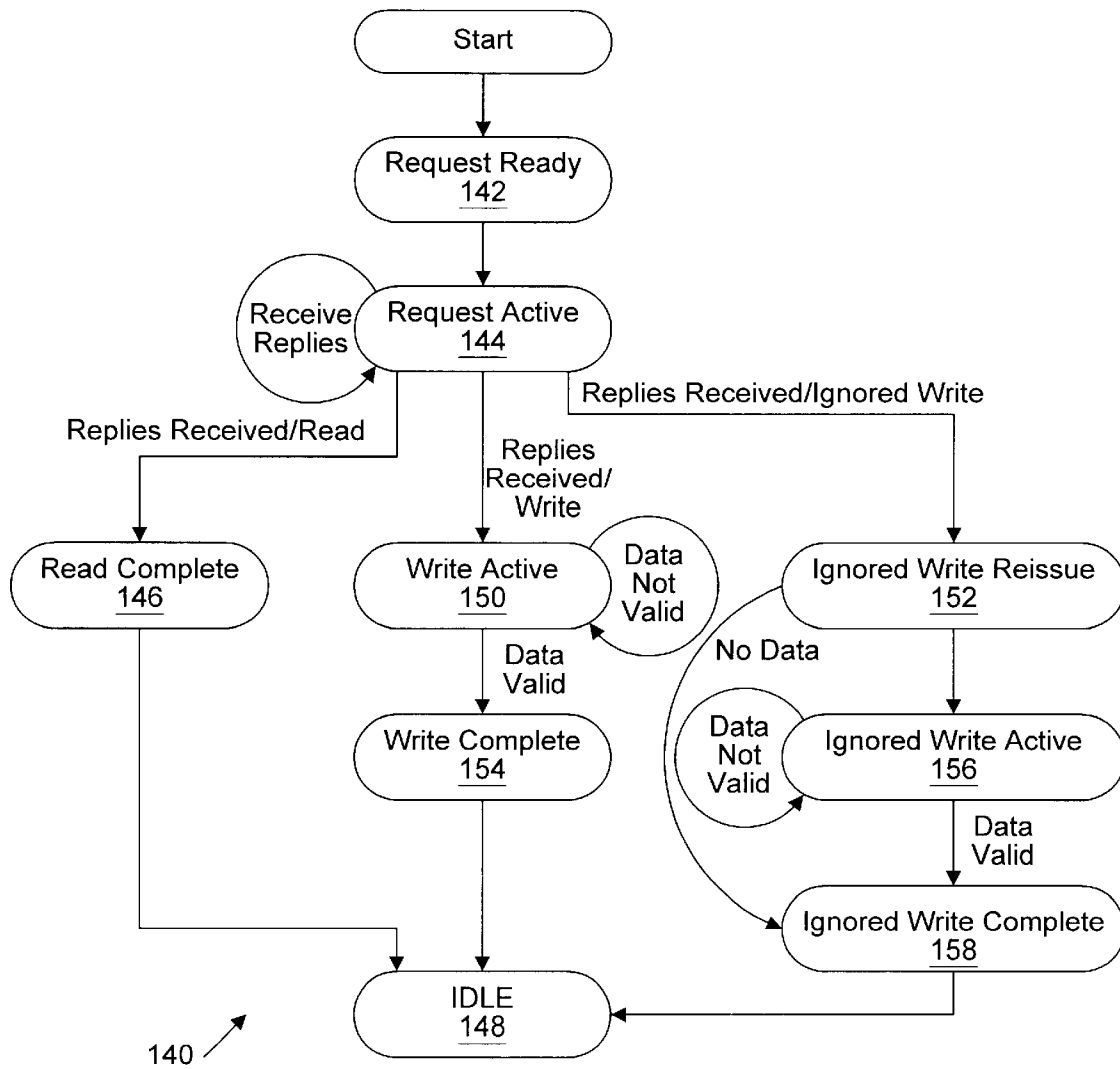 Start
Request Ready
142
Receive
Replies
Request Active
144
Replies Received/Ignored Write
Replies Received/Read
Replies
Received/
Write
Read Complete
146
Write Active
150
Data
Not
Valid
Ignored Write Reissue
152
No Data
Data
Valid
Write Complete
154
Data
Not
Valid
Ignored Write Active
156
Data
Valid
Ignored Write Complete
158
IDLE
148
140